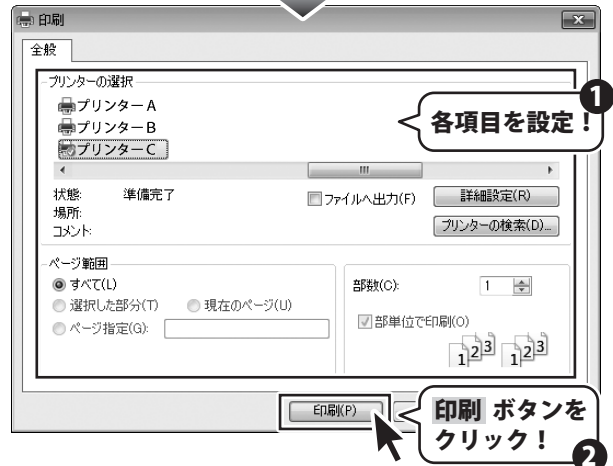 印刷
全般
プリンターの選択
プリンターA
プリンターB
プリンターC
❶
各項目を設定！
状態: 準備完了
場所:
コメント:
ファイルへ出力(F)
詳細設定(R)
プリンターの検索(D)...
ページ範囲
すべて(L)
選択した部分(T) 現在のページ(U)
ページ指定(G):
部数(C): 1
部単位で印刷(O)
1 2 3 1 2 3
印刷(P)
印刷 ボタンを
クリック！
❷